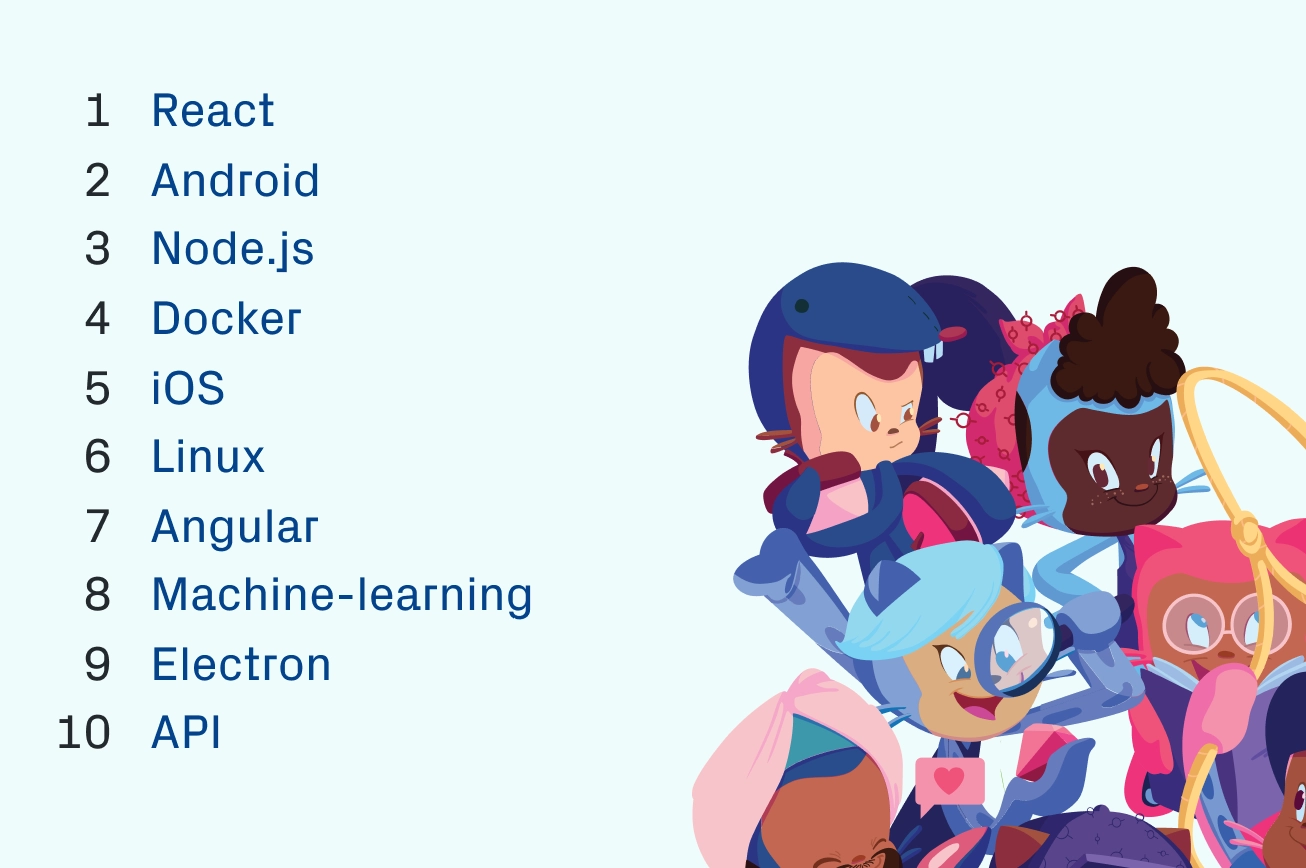 1 React
2 Android
3 Node.js
4 Docker
5 iOS
6 Linux
7 Angular
8 Machine-learning
9 Electron
10 API